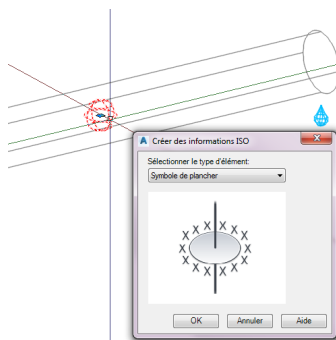 Créer des informations ISO
Sélectionner le type d'élément:
Symbole de plancher
X X X X X X X X X X X X X X
OK Annuler Aide